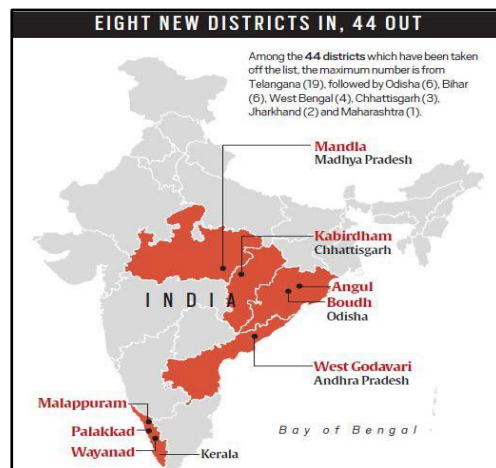 EIGHT NEW DISTRICTS IN, 44 OUT
Among the 44 districts which have been taken
off the list, the maximum number is from
Telangana (19), followed by Odisha (6), Bihar
(6), West Bengal (4), Chhattisgarh (3),
Jharkhand (2) and Maharashtra (1).
Mandla
Madhya Pradesh
Kabirdham
Chhattisgarh
Angul
INDIA
Boudh
Odisha
West Godavari
Andhra Pradesh
Malappuram
Palakkad
Bay of Bengal
Wayanad
Kerala